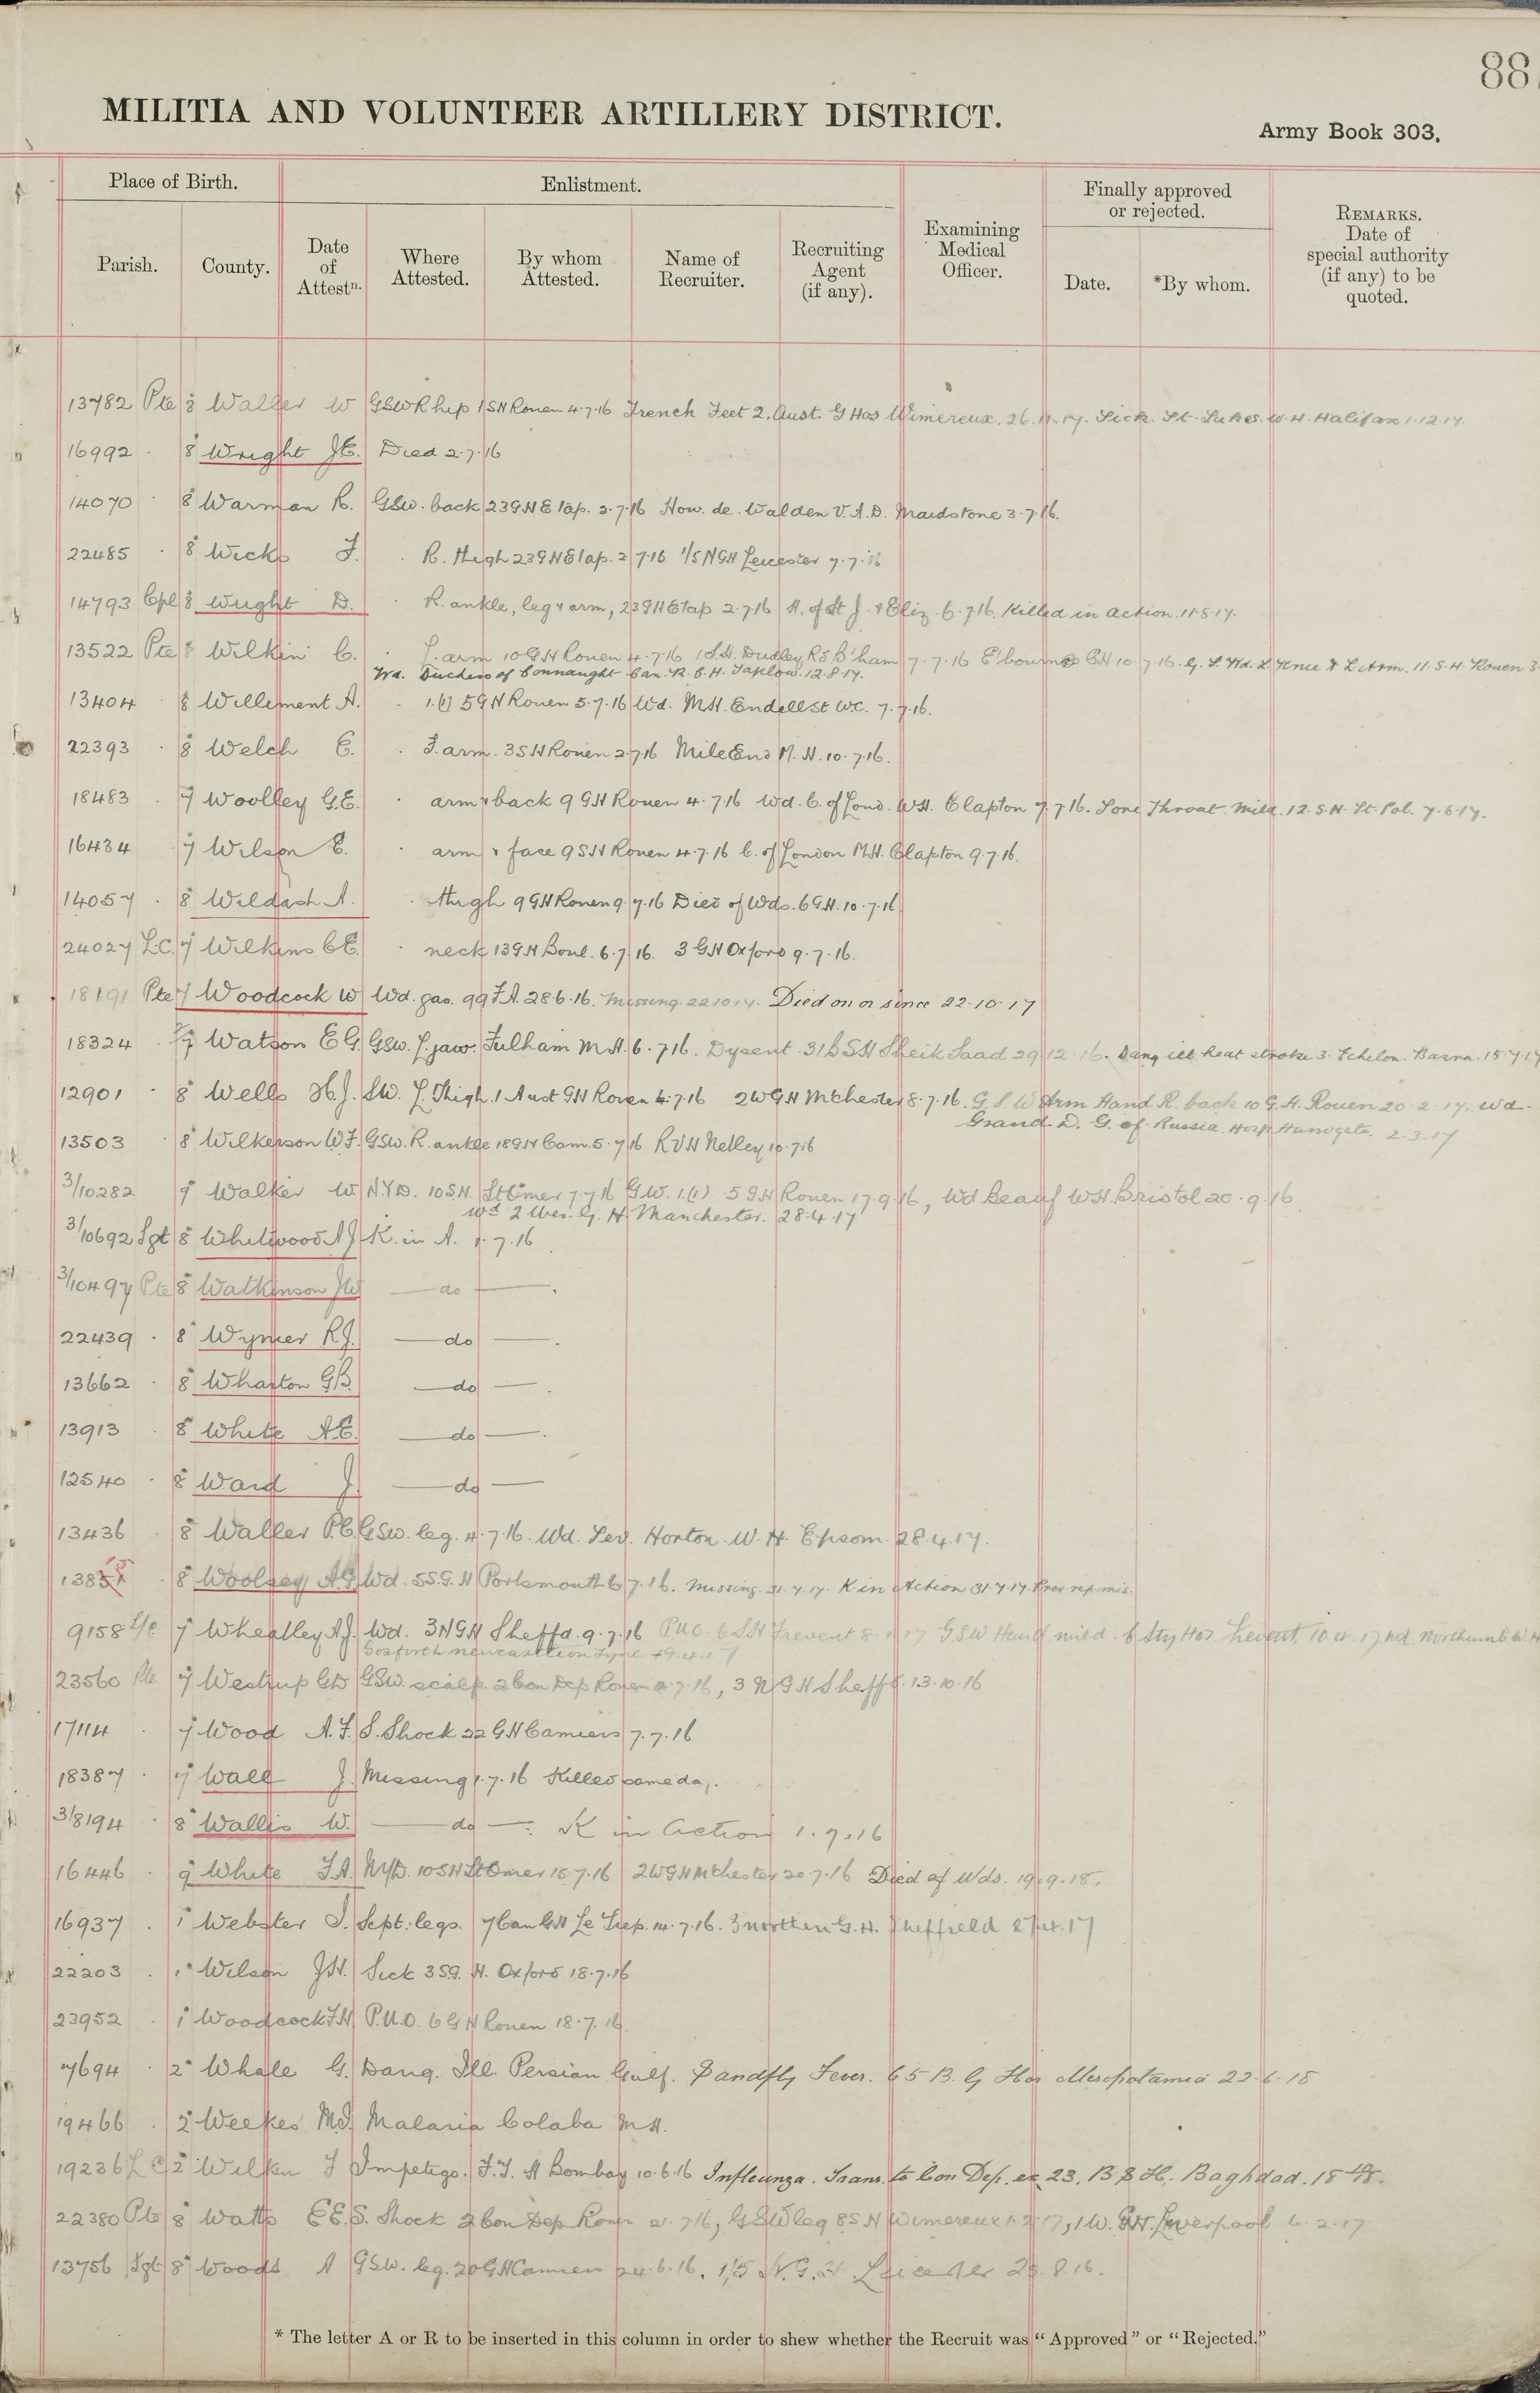 88.
MILITIA AND VOLUNTEER ARTILLERY DISTRICT.
Army Book 303.
Place of Birth. Enlistment. Examining Medical Officer. Finally approved or rejected. REMARKS. Date of special authority (if any) to be quoted.
Parish. County. Date of Attestn. Where Attested. By whom Attested. Name of Recruiter. Recruiting Agent (if any). Date. *By whom.
13782 Pte 8 Waller W GSW R hip 1 SH Rouen 4.7.16 Trench Feet 2. Aust. G Hos Wimereux. 26.11.17. Sick. St. Lukes. W.H. Halifax 1.12.17.
16992 . 8 Wright J.E. Died 2.7.16
14070 . 8 Warman R. GSW. back 23 GH Etap. 2.7.16 How. de. Walden V.A.D. Maidstone 3.7.16.
22485 . 8 Wicks F. . R. thigh 23 GH Etap. 2.7.16 1/5 NGH Leicester 7.7.16
14793 Cpl 8 Wright D. . R. ankle, leg & arm, 23 GH Etap 2.7.16 H. of St J. & Eliz. 6.7.16. Killed in action. 11.8.17.
13522 Pte 8 Wilkin C. . L. arm 10 GH Rouen 4.7.16 1 S.H. Dudley Rd B'ham 7.7.16 E'bourne CH 10.7.16. G.S. Wd. L Knee & L Arm. 11.S.H. Rouen 3
Wd. Duchess of Connaught Can. R.C.H. Taplow. 12.8.17.
13404 . 8 Willement A. . 1.(1) 5 GH Rouen 5.7.16 Wd. MH. Endell St W.C. 7.7.16.
22393 . 8 Welch E. . F. arm. 3 SH Rouen 2.7.16 Mile End M.H. 10.7.16.
18483 . 7 Woolley G.E. . arm & back 9 GH Rouen 4.7.16 Wd. C. of Lond. WH. Clapton 7.7.16. Sore Throat. Mild. 12.S.H. St. Pol. 7.6.17.
16434 7 Wilson E. . arm & face 9 SH Rouen 4.7.16 C. of London MH. Clapton 9.7.16.
14057 . 8 Wildash A. . thigh 9 GH Rouen 9.7.16 Died of Wds. 6 GH. 10.7.16
24027 L.C. 7 Wilkins C.E. . neck 13 GH Boul. 6.7.16. 3 GH Oxford 9.7.16.
18191 Pte 7 Woodcock W Wd. gas. 99 F.A. 28.6.16. Missing. 22.10.17. Died on or since 22.10.17
18324 . 7 Watson E G. GSW. L. jaw. Fulham M.H. 6.7.16. Dysent. 31 B SH Sheik Saad 29.12.16. Dang ill heat stroke 3. Echelon. Basra. 15.7.17
12901 . 8 Wells H.J. SW. L. Thigh. 1 Aust GH Rouen 4.7.16 2 WGH Mchester 8.7.16. G.S.W Arm Hand R. back 10 G.H. Rouen 20.2.17. Wd.
Grand. D. G. of Russia. Hosp Harrogate. 2.3.17
13503 . 8 Wilkerson W.F. GSW. R. ankle 18 GH Cam. 5.7.16 RVH Netley 10.7.16
3/10282 9 Walker W N.Y.D. 10 S.H. St Omer 7.7.16 G.W. 1.(1) 5 GH Rouen 17.9.16, Wd Beauf WH. Bristol 20.9.16.
Wd 2 Wes. G. H. Manchester. 28.4.17
3/10692 Sgt 8 Whitwood A J K. in A. 1.7.16
3/10497 Pte 8 Watkinson JW — do — .
22439 . 8 Wymer R.J. — do — .
13662 . 8 Wharton G.B. — do — .
13913 . 8 White A.E. — do — .
12540 . 8 Ward J. — do —
13436 . 8 Waller P.C. GSW. leg. 4.7.16. Wd. Sev. Horton. W.H. Epsom. 28.4.17.
8 Woolsey A G Wd. 5 S.G.H Portsmouth 6.7.16. Missing. 31.7.17. K in Action 31.7.17. Prev. rep. mis.
9158 L/c 7 Wheatley A.J. Wd. 3 NGH Sheffd. 9.7.16 P.U.O. 6 SH Frevent 8.1.17 G.S.W Hand mild. 6 Sty Hos. Frevent. 10.4.17. Wd. Northumb. W.H
Gosforth Newcastle on Tyne. 19.4.17
23560 Pte 7 Westrup G D GSW. scalp. 2 Con Dep Rouen 4.7.16, 3 NGH Sheffd. 13.10.16
17114 . 7 Wood A.F. S. Shock 22 GH Camiers 7.7.16
18387 . 7 Wall J. Missing 1.7.16 Killed same day.
3/8194 . 8 Wallis W. — do — . K in Action 1.7.16
16446 . 9 White F.A. NYD. 10 SH St Omer 15.7.16 2 WGH Mchester 20.7.16 Died of Wds. 19.9.18.
16937 . 1 Webster J. Sept. legs. 7 Can GH Le Trep. 14.7.16. 3 northen G.H. Sheffield 27.4.17
22203 . 1 Wilson J.H. Sick 3 S.G. H. Oxford 18.7.16
23952 . 1 Woodcock F.H. P.U.O. 6 GH Rouen 18.7.16
7694 . 2 Whale G. Dang. Ill. Persian Gulf. Sandfly Fever. 65 B. G Hos Mesopotamia 22.6.18
19466 . 2 Weekes M.J. Malaria Colaba M.H.
19236 L C 2 Wilken F Impetigo. F.F. H Bombay 10.6.16 Influenza. Trans. to Con Dep. ex 23. B S H. Baghdad. 18
22380 Pte 8 Watts E E. S. Shock 2 Con Dep Rouen 2.7.16, GSW leg 8 SH Wimereux 1.2.17, 1 W. GH. Liverpool 6.2.17
13756 Sgt 8 Woods A GSW. leg. 20 GH Camiers 24.6.16. 1/5 N.G.H Leicester 25.8.16.
* The letter A or R to be inserted in this column in order to shew whether the Recruit was "Approved" or "Rejected."